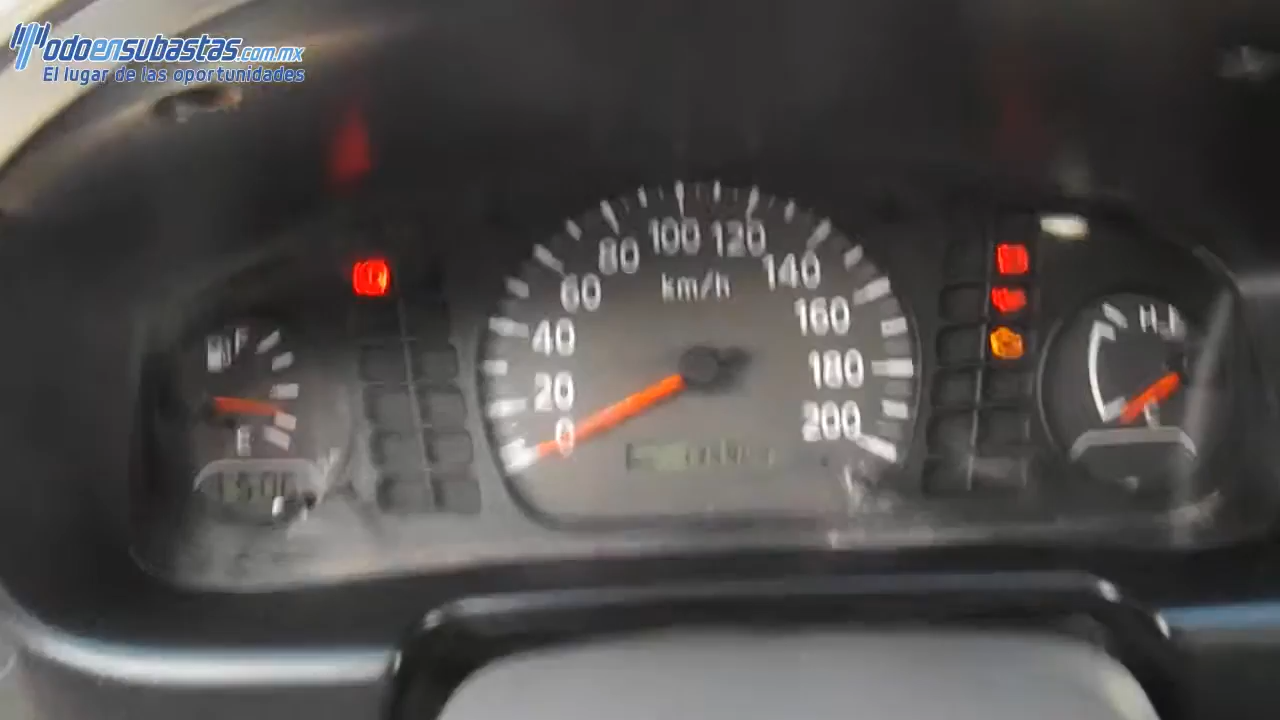 Todoensubastas.com.mx
El lugar de las oportunidades
100 120
80 140
km/h
60 160
40
180
20
200
0
F
H
E
C